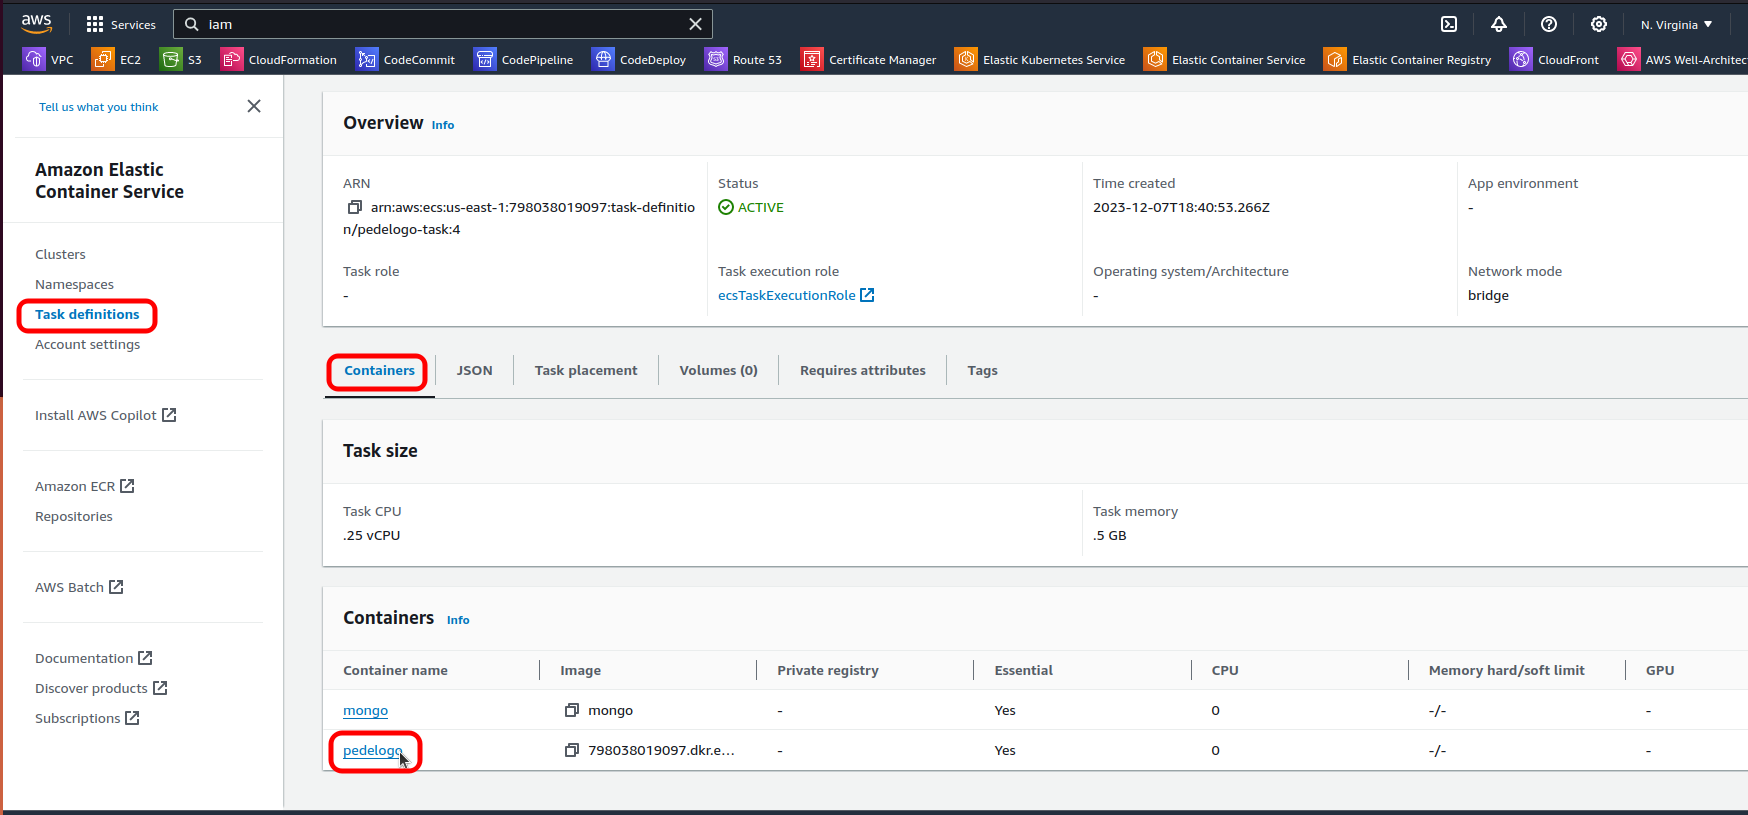 aws Services iam N. Virginia
VPC EC2 S3 CloudFormation CodeCommit CodePipeline CodeDeploy Route 53 Certificate Manager Elastic Kubernetes Service Elastic Container Service Elastic Container Registry CloudFront AWS Well-Architec
Tell us what you think
Amazon Elastic
Container Service
Clusters
Namespaces
Task definitions
Account settings
Install AWS Copilot
Amazon ECR
Repositories
AWS Batch
Documentation
Discover products
Subscriptions
Overview Info
ARN Status Time created App environment
arn:aws:ecs:us-east-1:798038019097:task-definitio ACTIVE 2023-12-07T18:40:53.266Z -
n/pedelogo-task:4
Task role Task execution role Operating system/Architecture Network mode
- ecsTaskExecutionRole - bridge
Containers JSON Task placement Volumes (0) Requires attributes Tags
Task size
Task CPU Task memory
.25 vCPU .5 GB
Containers Info
Container name Image Private registry Essential CPU Memory hard/soft limit GPU
mongo mongo - Yes 0 -/- -
pedelogo 798038019097.dkr.e... - Yes 0 -/- -